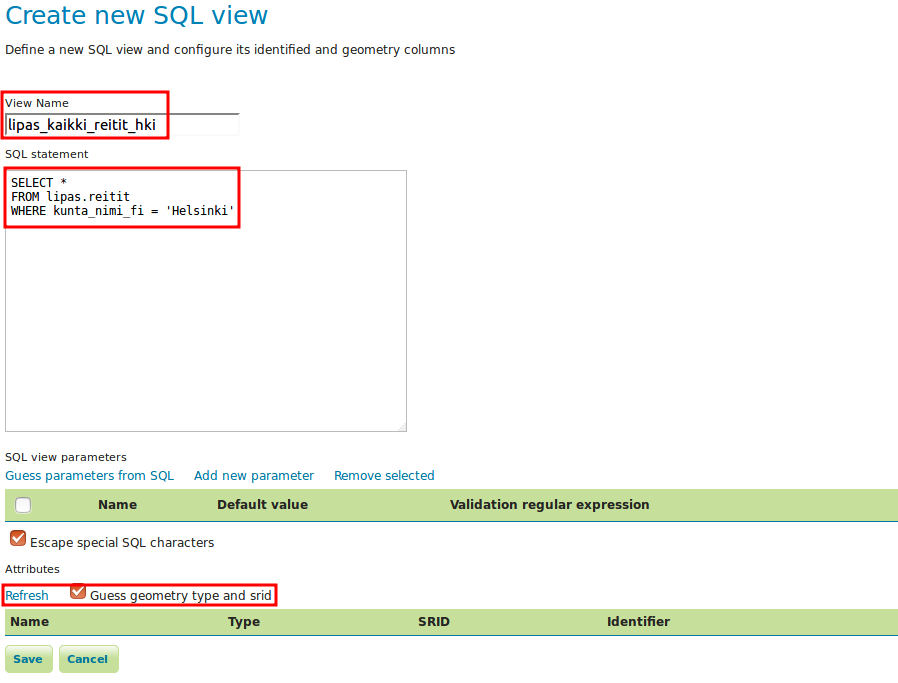 Create new SQL view
Define a new SQL view and configure its identified and geometry columns
View Name
lipas_kaikki_reitit_hki
SQL statement
SELECT *
FROM lipas.reitit
WHERE kunta_nimi_fi = 'Helsinki'
SQL view parameters
Guess parameters from SQL Add new parameter Remove selected
Name Default value Validation regular expression
Escape special SQL characters
Attributes
Refresh Guess geometry type and srid
Name Type SRID Identifier
Save Cancel